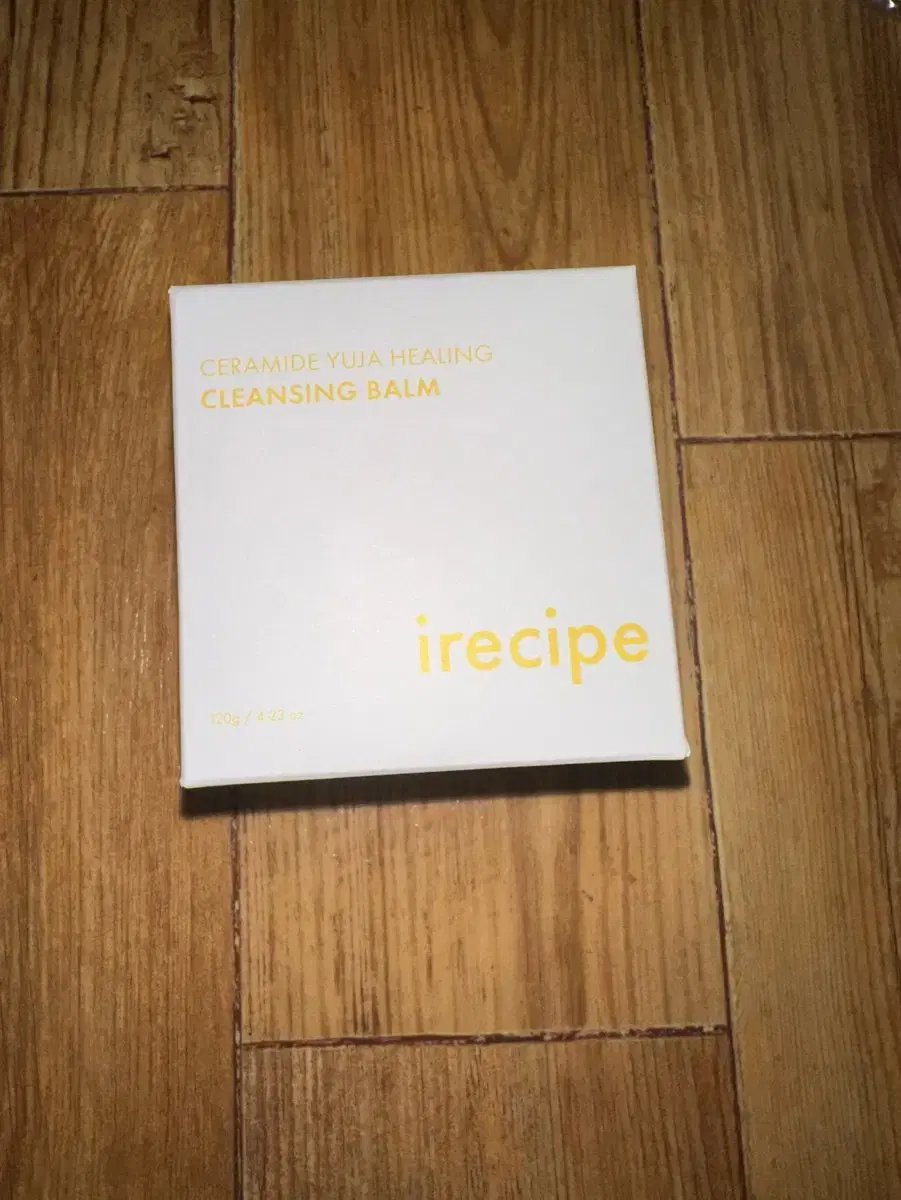 CERAMIDE YUJA HEALING
CLEANSING BALM
irecipe
120g / 4.23 oz